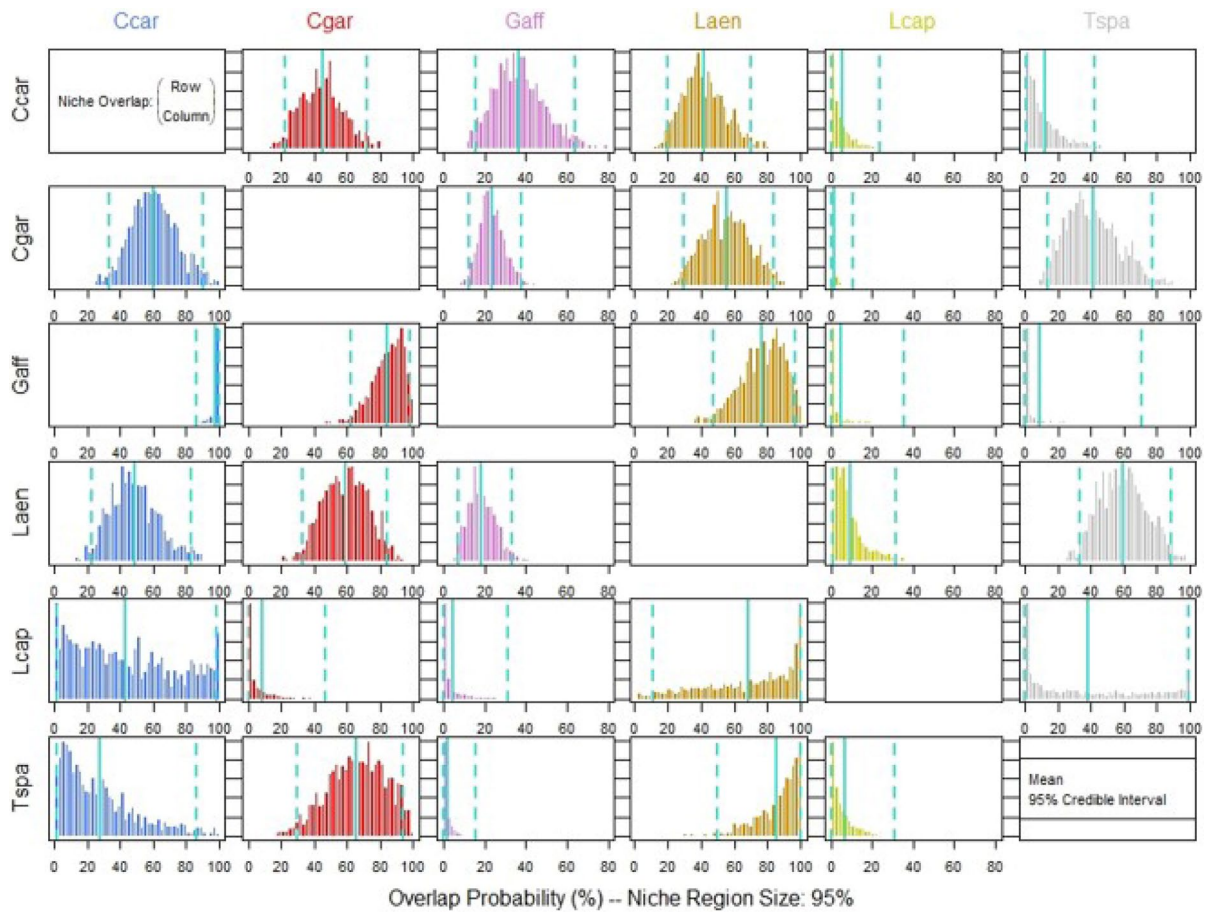 Ccar Cgar Gaff Laen Lcap Tspa
Ccar
Niche Overlap: Row
Column
0 20 40 60 80 100 0 20 40 60 80 0 20 40 60 80 100 0 20 40 60 80 0 20 40 60 80 100
Cgar
0 20 40 60 80 100 0 20 40 60 80 0 20 40 60 80 100 0 20 40 60 80 0 20 40 60 80 100
Gaff
0 20 40 60 80 100 0 20 40 60 80 100 0 20 40 60 80 100 0 20 40 60 80 0 20 40 60 80 100
Laen
0 20 40 60 80 100 0 20 40 60 80 100 0 20 40 60 80 0 20 40 60 80 0 20 40 60 80 100
Lcap
0 20 40 60 80 100 0 20 40 60 80 100 0 20 40 60 80 0 20 40 60 80 100 0 20 40 60 80 100
Tspa
Mean
95% Credible Interval
0 20 40 60 80 100 0 20 40 60 80 100 0 20 40 60 80 0 20 40 60 80 100 0 20 40 60 80
Overlap Probability (%) -- Niche Region Size: 95%